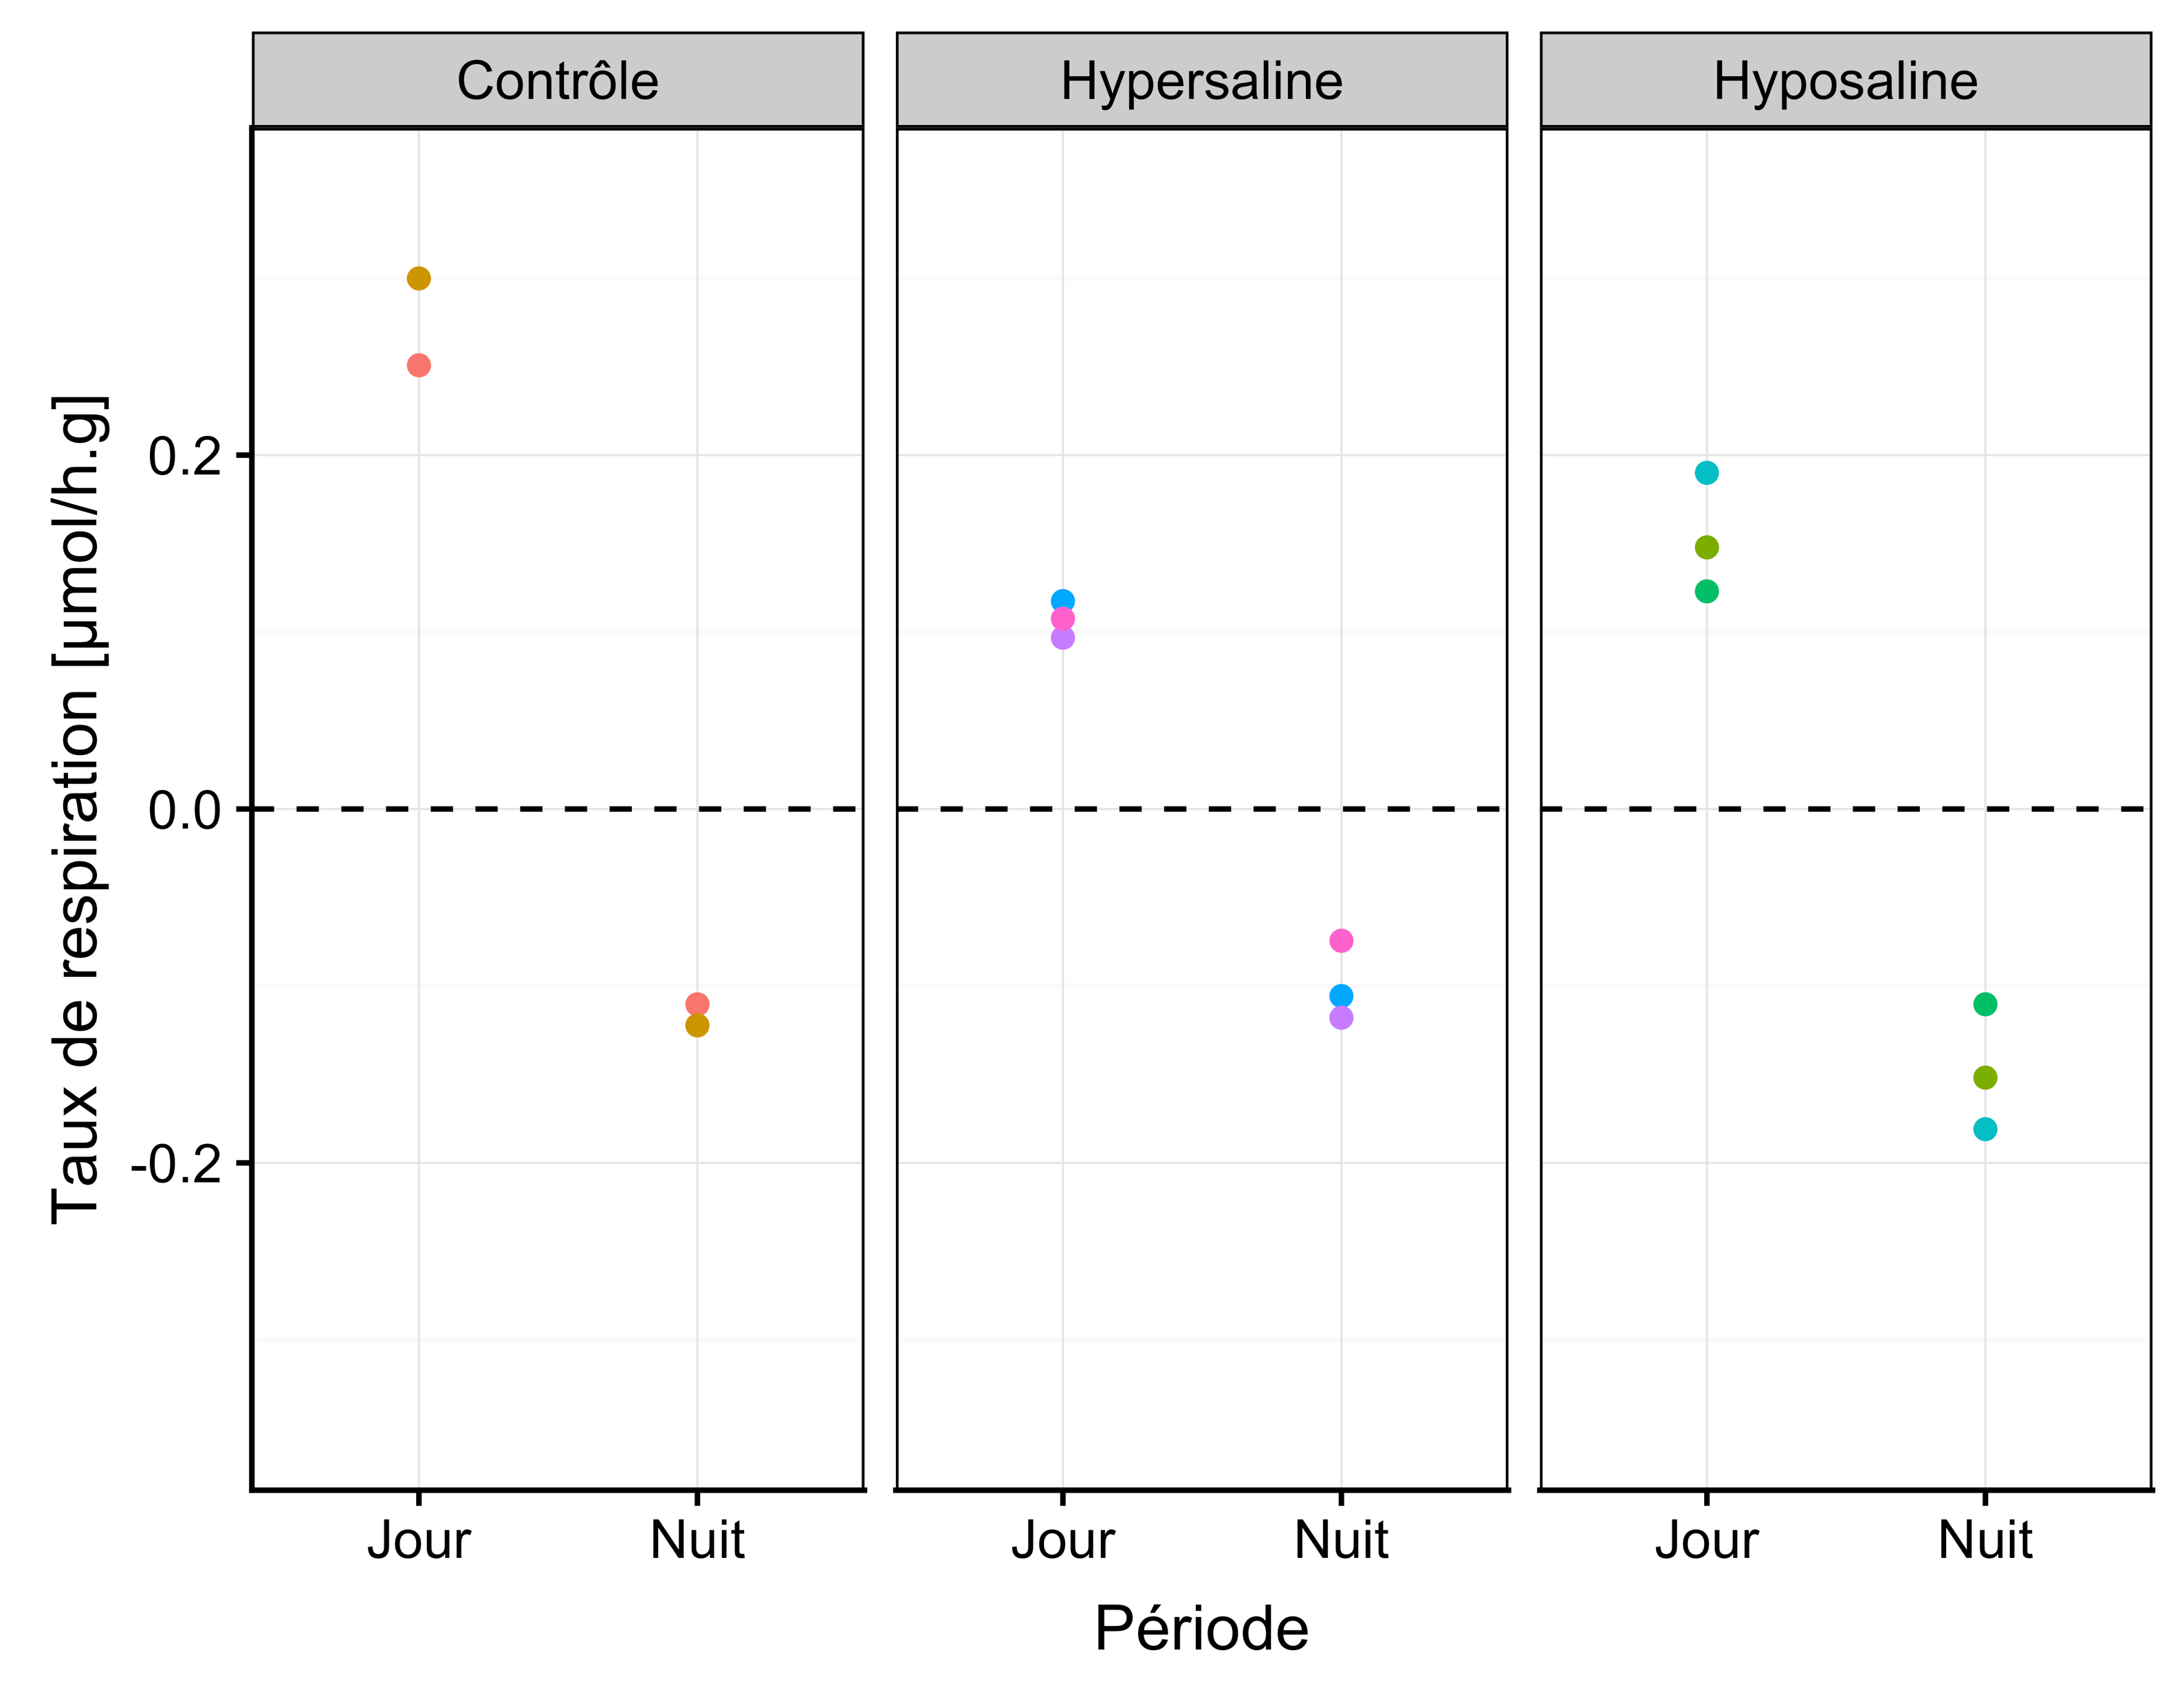 Contrôle
Hypersaline
Hyposaline
Taux de respiration [µmol/h.g]
0.2
0.0
-0.2
Jour
Nuit
Jour
Nuit
Jour
Nuit
Période